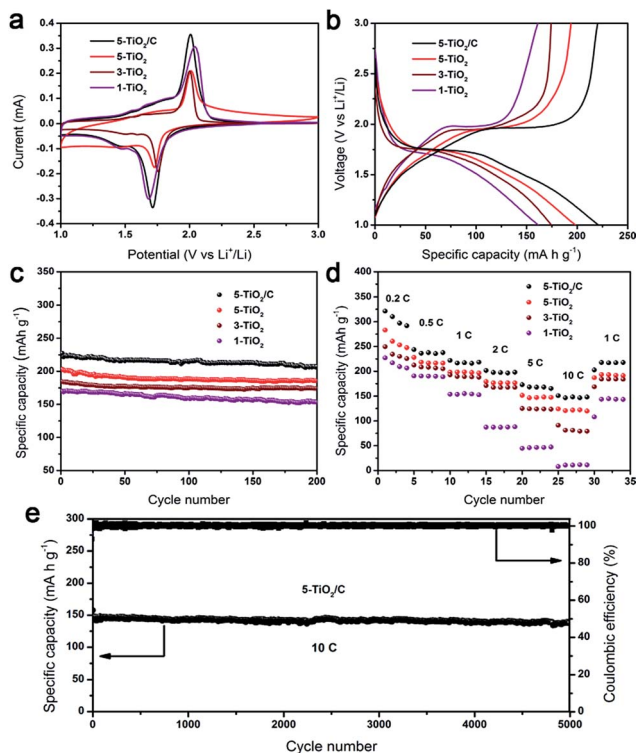 a
5-TiO₂/C
5-TiO₂
3-TiO₂
1-TiO₂
Current (mA)
0.4
0.3
0.2
0.1
0.0
-0.1
-0.2
-0.3
-0.4
1.0 1.5 2.0 2.5 3.0
Potential (V vs Li⁺/Li)
b
5-TiO₂/C
5-TiO₂
3-TiO₂
1-TiO₂
Voltage (V vs Li⁺/Li)
3.0
2.5
2.0
1.5
1.0
0 50 100 150 200 250
Specific capacity (mA h g⁻¹)
c
5-TiO₂/C
5-TiO₂
3-TiO₂
1-TiO₂
Specific capacity (mAh g⁻¹)
350
300
250
200
150
100
50
0 50 100 150 200
Cycle number
d
5-TiO₂/C
5-TiO₂
3-TiO₂
1-TiO₂
0.2 C
0.5 C
1 C
2 C
5 C
10 C
1 C
Specific capacity (mAh g⁻¹)
400
350
300
250
200
150
100
50
0
0 5 10 15 20 25 30 35
Cycle number
e
Specific capacity (mA h g⁻¹)
300
250
200
150
100
50
0
5-TiO₂/C
10 C
100
80
60
40
20
0
Coulombic efficiency (%)
0 1000 2000 3000 4000 5000
Cycle number